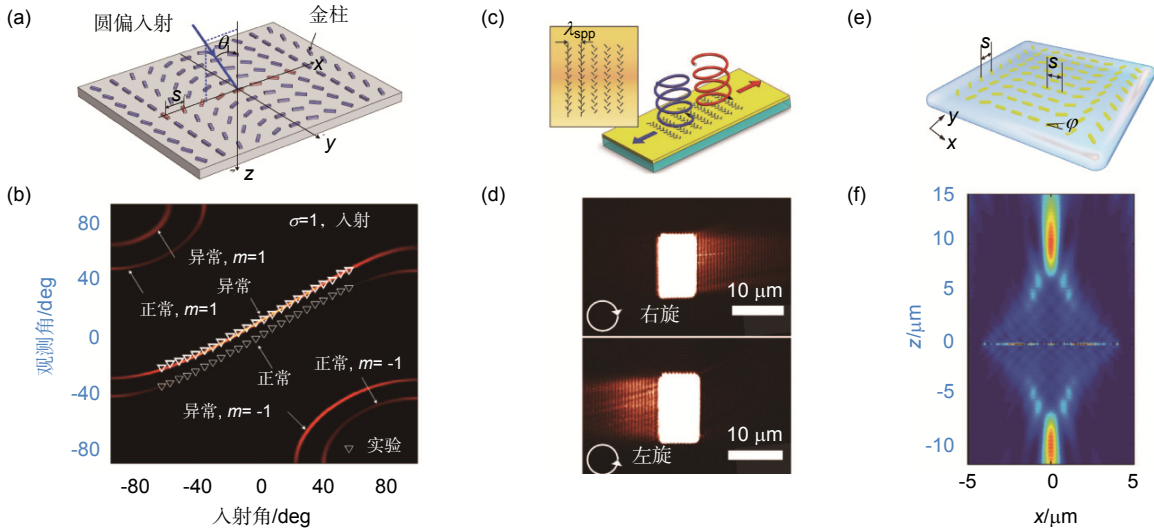 (a)
圆偏入射
金柱
θ
x
s
y
z
(b)
观测角/deg
80
40
0
-40
-80
σ=1, 入射
异常, m=1
异常
正常, m=1
正常
正常, m= -1
异常, m= -1
▽ 实验
-80
-40
0
40
80
入射角/deg
(c)
λspp
(d)
右旋
10 μm
左旋
10 μm
(e)
s
s
φ
y
x
(f)
z/μm
15
10
5
0
-5
-10
-5
0
5
x/μm